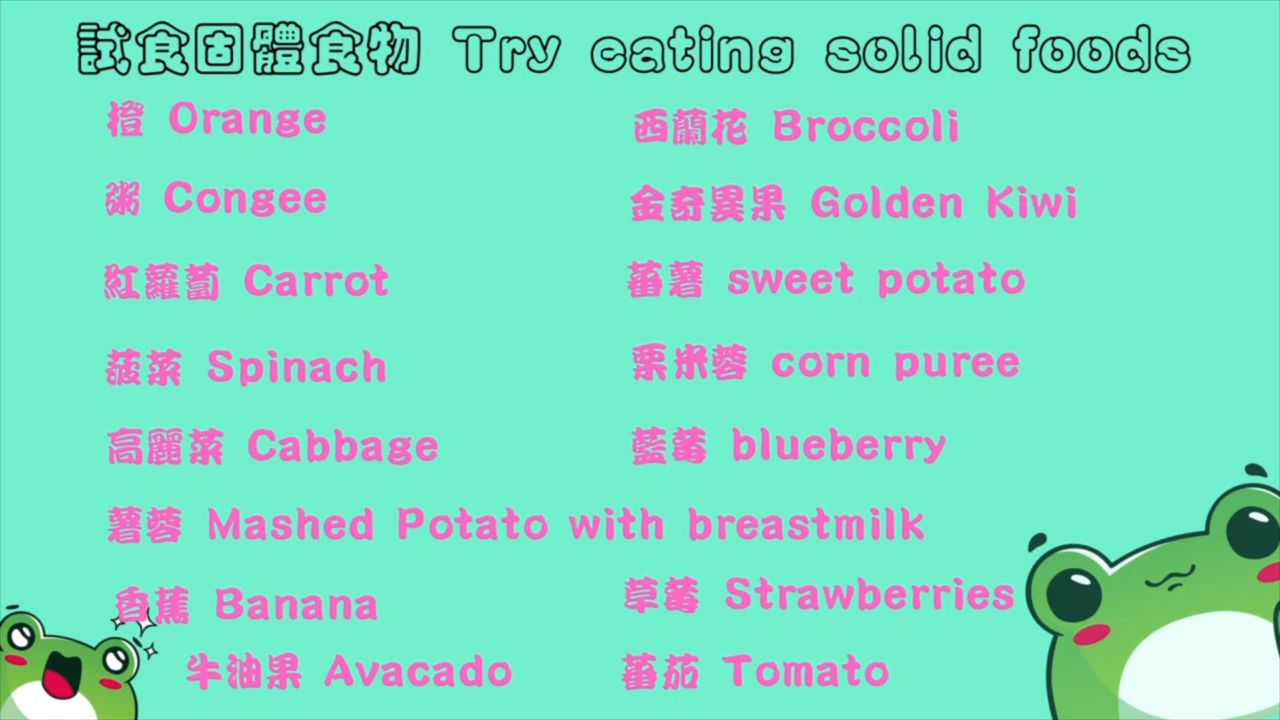 試食固體食物 Try eating solid foods
橙 Orange
西蘭花 Broccoli
粥 Congee
金奇異果 Golden Kiwi
紅蘿蔔 Carrot
蕃薯 sweet potato
菠菜 Spinach
粟米蓉 corn puree
高麗菜 Cabbage
藍莓 blueberry
薯蓉 Mashed Potato with breastmilk
香蕉 Banana
草莓 Strawberries
牛油果 Avacado
蕃茄 Tomato